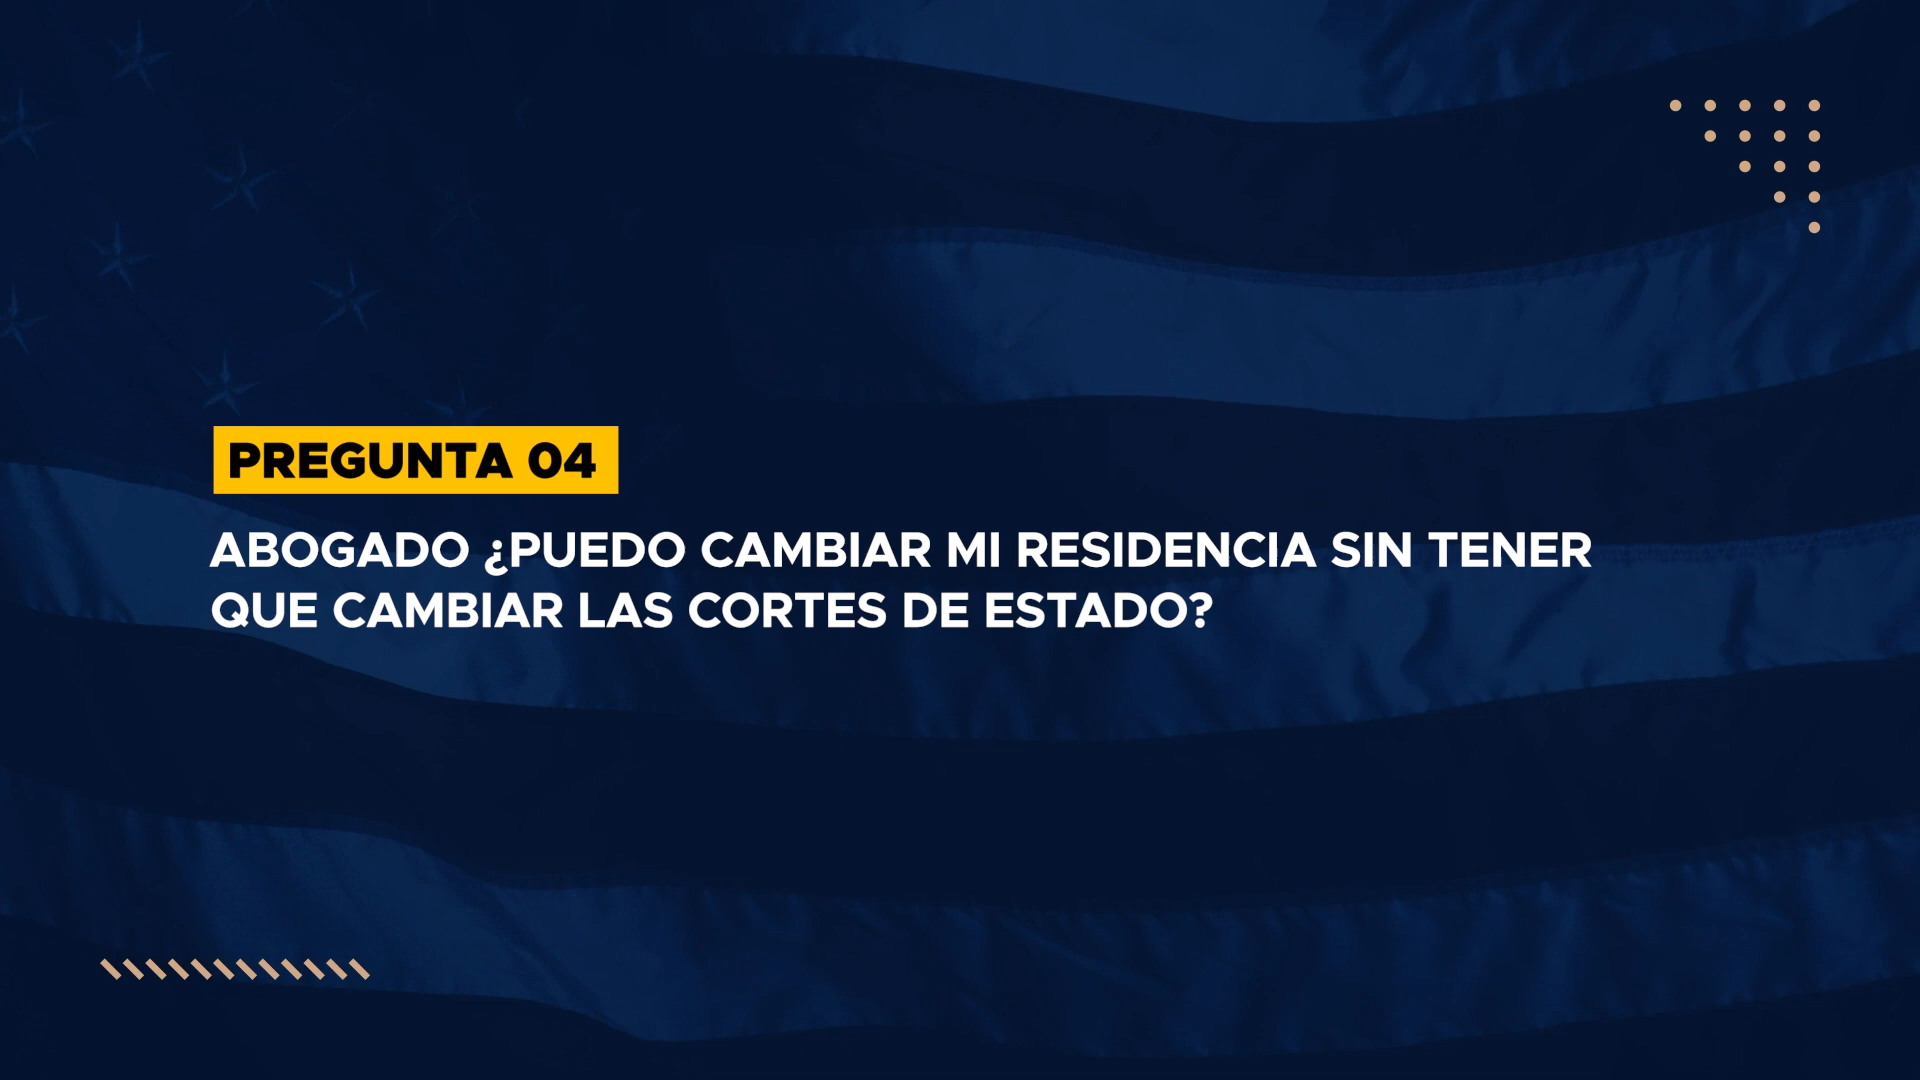 PREGUNTA 04
ABOGADO ¿PUEDO CAMBIAR MI RESIDENCIA SIN TENER
QUE CAMBIAR LAS CORTES DE ESTADO?